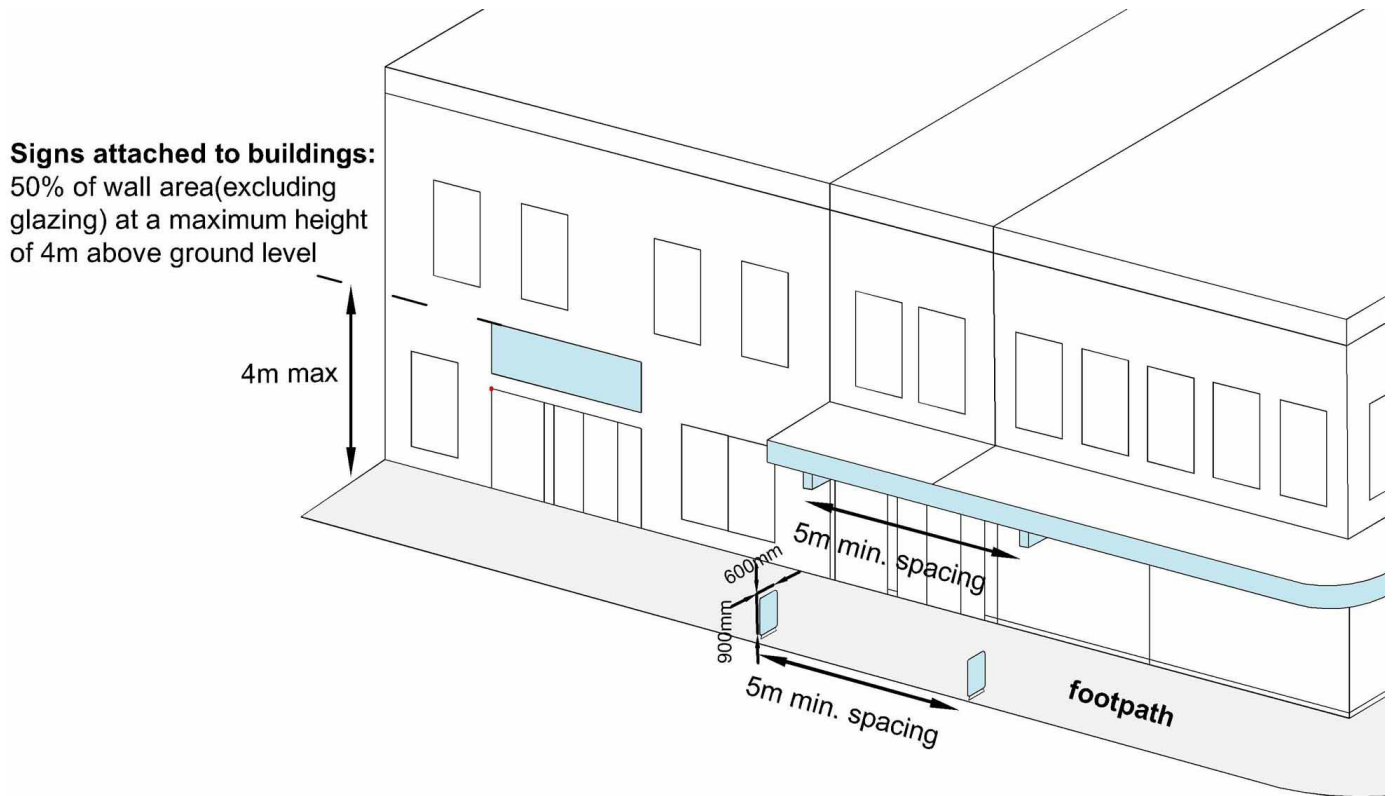 Signs attached to buildings:
50% of wall area(excluding
glazing) at a maximum height
of 4m above ground level
4m max
5m min. spacing
600mm
900mm
5m min. spacing
footpath